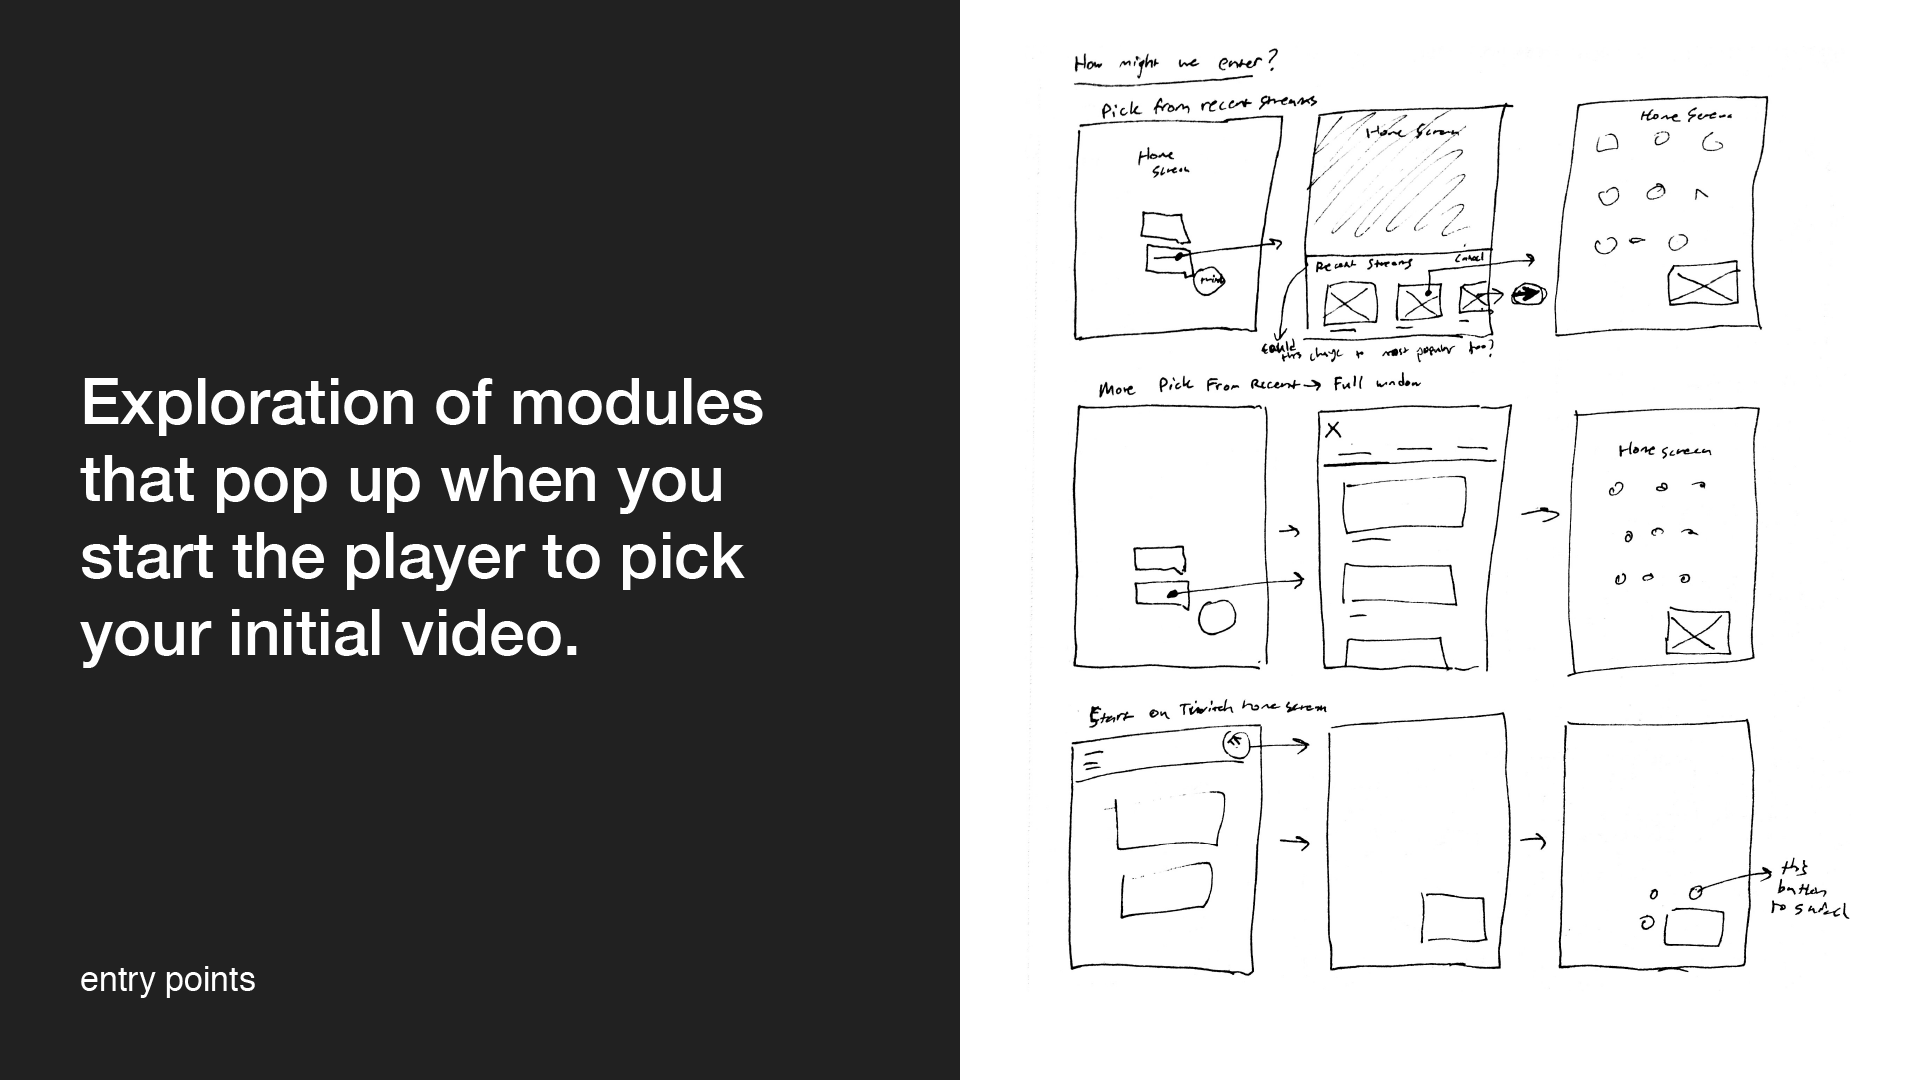 Exploration of modules
that pop up when you
start the player to pick
your initial video.
entry points
How might we enter?
Pick from recent streams
Home
Screen
Home Screen
Recent Streams
Cancel
this change to most popular too?
Home Screen
More Pick From Recent → Full window
X
Home Screen
Start on Twitch home screen
this
button
to